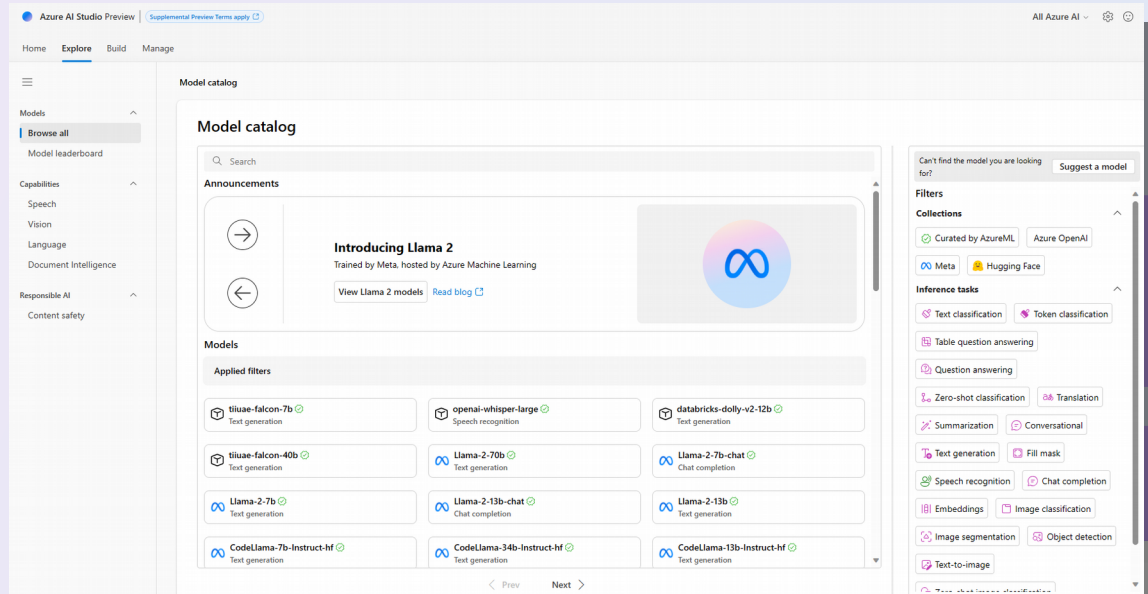 Azure AI Studio Preview
Supplemental Preview Terms apply
All Azure AI
Home Explore Build Manage
Models
Browse all
Model leaderboard
Capabilities
Speech
Vision
Language
Document Intelligence
Responsible AI
Content safety
Model catalog
Model catalog
Search
Announcements
Introducing Llama 2
Trained by Meta, hosted by Azure Machine Learning
View Llama 2 models Read blog
Models
Applied filters
tiiuae-falcon-7b
Text generation
openai-whisper-large
Speech recognition
databricks-dolly-v2-12b
Text generation
tiiuae-falcon-40b
Text generation
Llama-2-70b
Text generation
Llama-2-7b-chat
Chat completion
Llama-2-7b
Text generation
Llama-2-13b-chat
Chat completion
Llama-2-13b
Text generation
CodeLlama-7b-Instruct-hf
Text generation
CodeLlama-34b-Instruct-hf
Text generation
CodeLlama-13b-Instruct-hf
Text generation
Prev Next
Can't find the model you are looking
for?
Suggest a model
Filters
Collections
Curated by AzureML Azure OpenAI
Meta Hugging Face
Inference tasks
Text classification Token classification
Table question answering
Question answering
Zero-shot classification Translation
Summarization Conversational
Text generation Fill mask
Speech recognition Chat completion
Embeddings Image classification
Image segmentation Object detection
Text-to-image
Zero-shot image classification